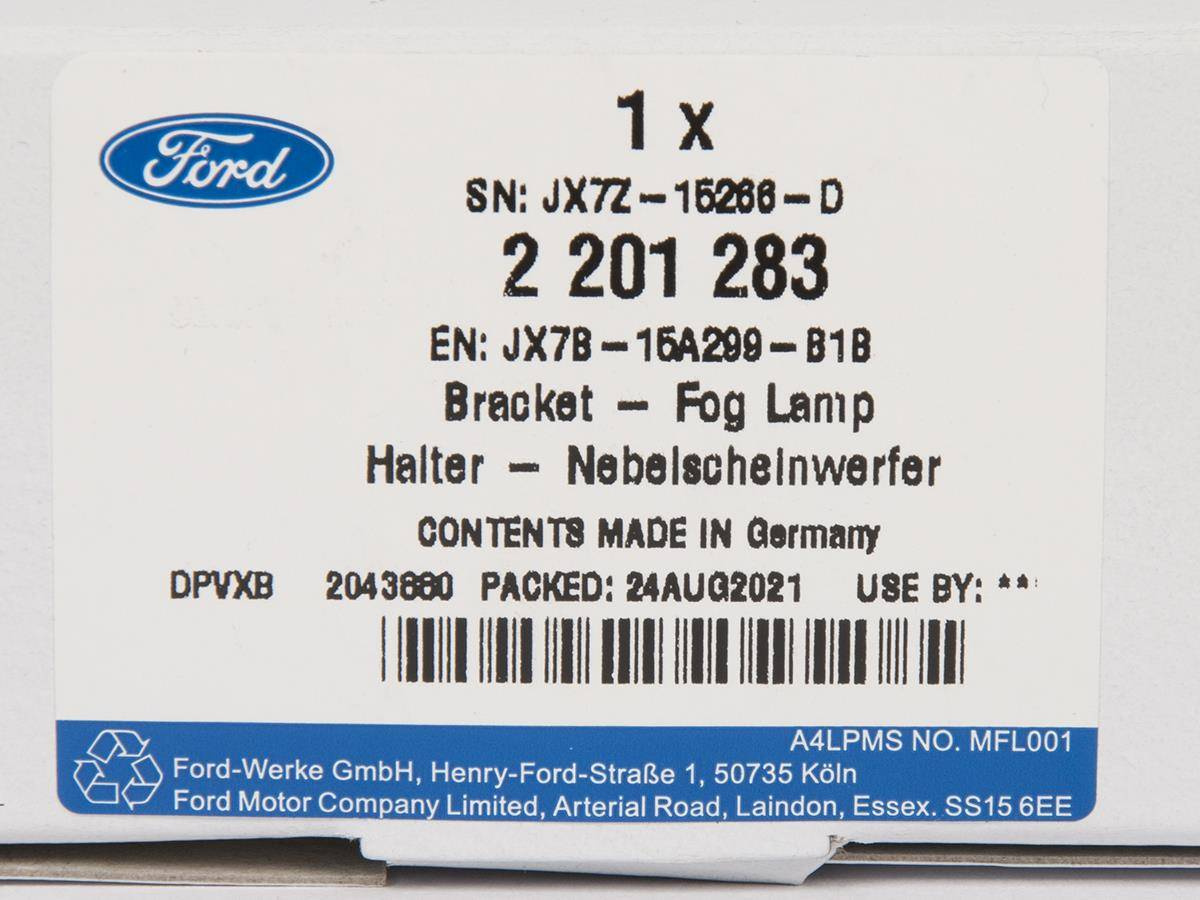 Ford
1 x
SN: JX7Z-15266-D
2 201 283
EN: JX7B-15A299-B1B
Bracket - Fog Lamp
Halter - Nebelscheinwerfer
CONTENTS MADE IN Germany
DPVXB PACKED: 24AUG2021 USE BY: **
A4LPMS NO. MFL001
Ford-Werke GmbH, Henry-Ford-Straße 1, 50735 Köln
Ford Motor Company Limited, Arterial Road, Laindon, Essex. SS15 6EE